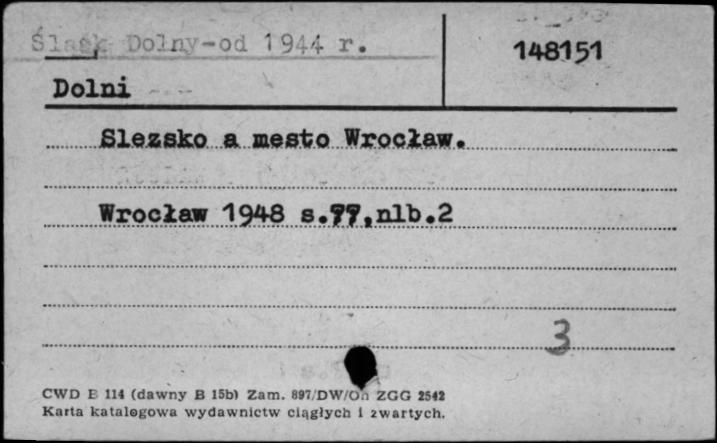 Śląsk Dolny-od 1944 r.
148151
Dolni
Slezsko a mesto Wrocław.
Wrocław 1948 s.77,nlb.2
3
CWD B 114 (dawny B 15b) Zam. 897/DW/On ZGG 2542
Karta katalogowa wydawnictw ciągłych i zwartych.